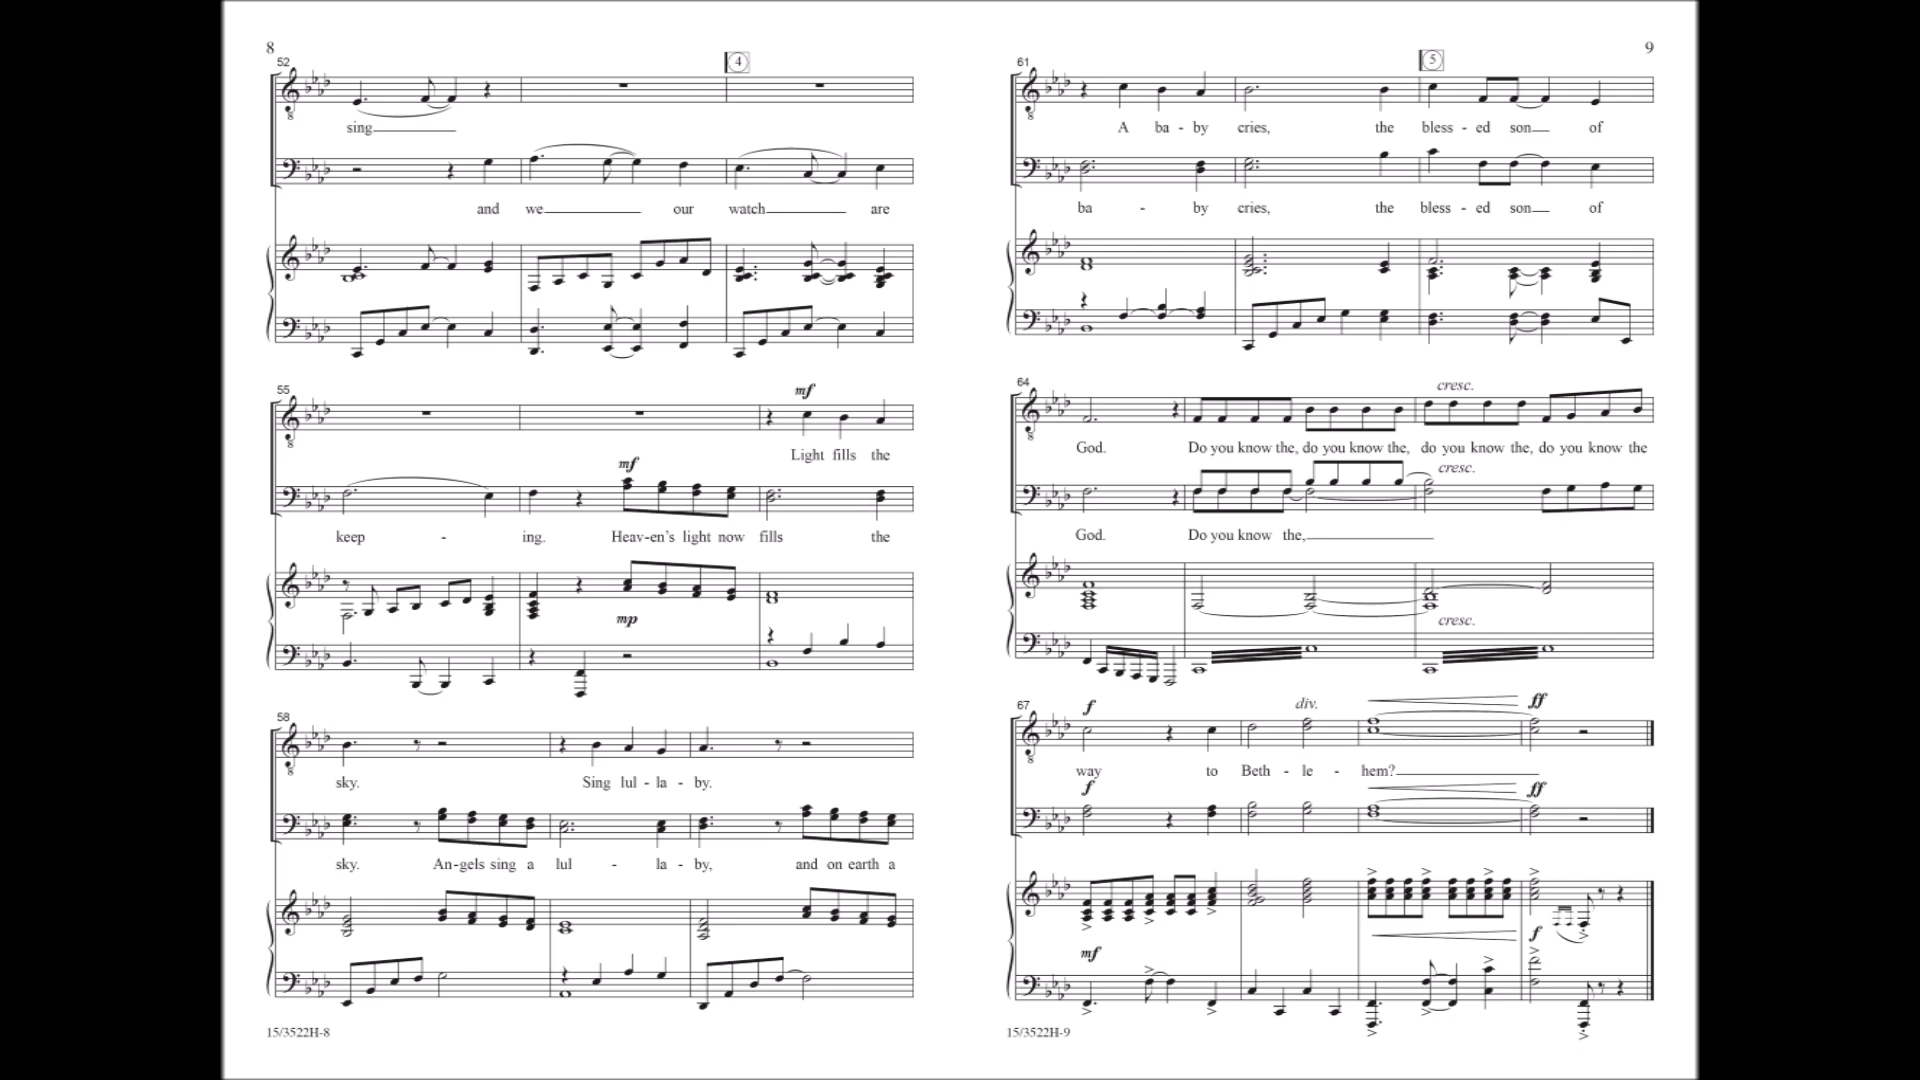 8
52
4
sing
and we our watch are
55
mf
Light fills the
mf
keep - ing. Heav-en's light now fills the
mp
58
sky. Sing lul - la - by.
sky. An-gels sing a lul - la - by, and on earth a
15/3522H-8
9
61
5
A ba - by cries, the bless - ed son of
ba - by cries, the bless - ed son of
64
cresc.
God. Do you know the, do you know the, do you know the, do you know the
cresc.
God. Do you know the,
cresc.
67
f div. ff
way to Beth - le - hem?
f ff
mf f
15/3522H-9